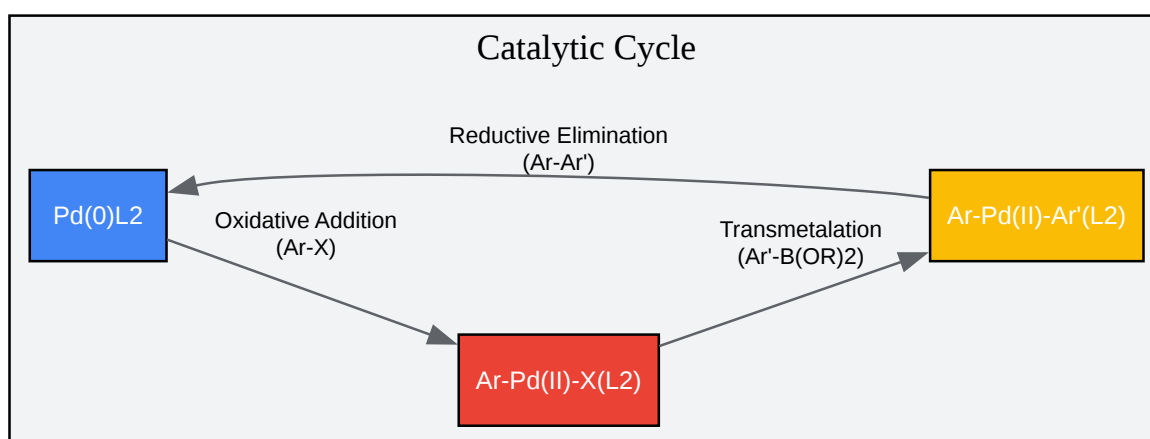 Catalytic Cycle
Reductive Elimination
(Ar-Ar')
Pd(0)L2
Oxidative Addition
(Ar-X)
Transmetalation
(Ar'-B(OR)2)
Ar-Pd(II)-Ar'(L2)
Ar-Pd(II)-X(L2)